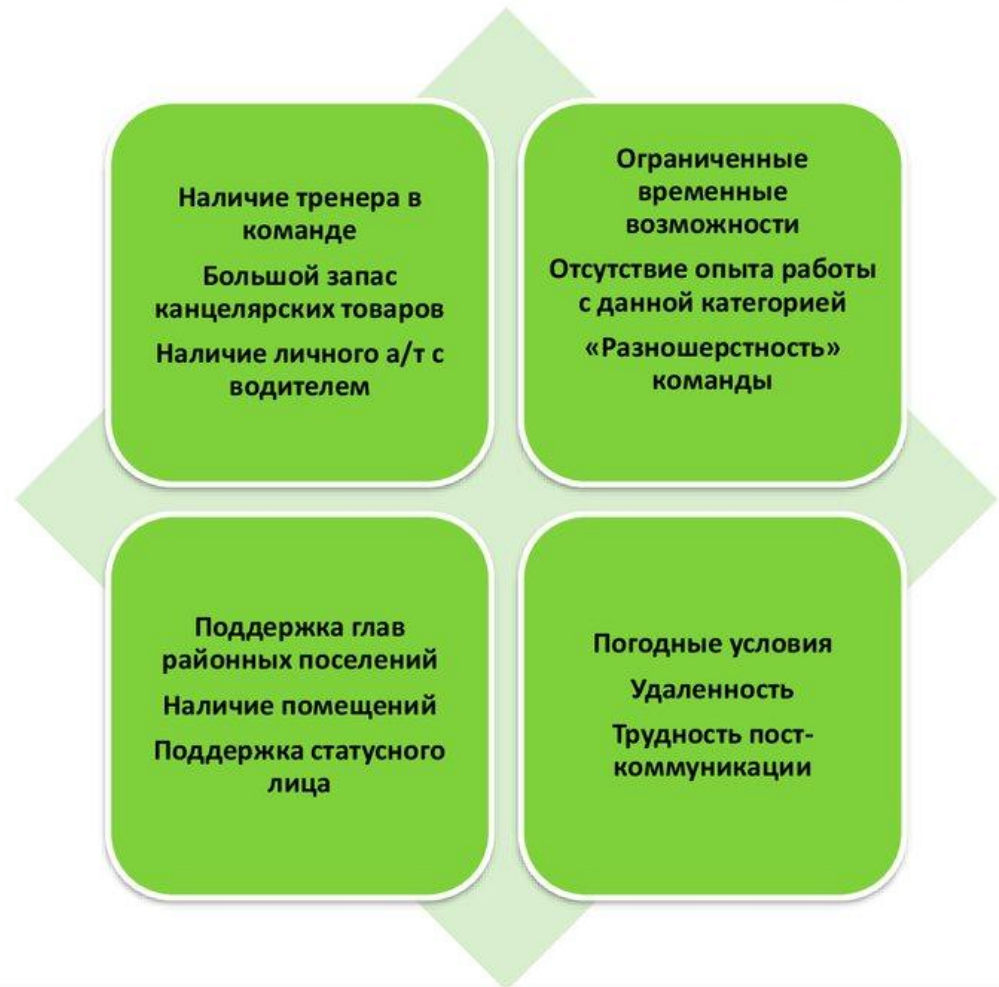 Наличие тренера в
команде
Большой запас
канцелярских товаров
Наличие личного а/т с
водителем
Ограниченные
временные
возможности
Отсутствие опыта работы
с данной категорией
«Разношерстность»
команды
Поддержка глав
районных поселений
Наличие помещений
Поддержка статусного
лица
Погодные условия
Удаленность
Трудность пост-
коммуникации